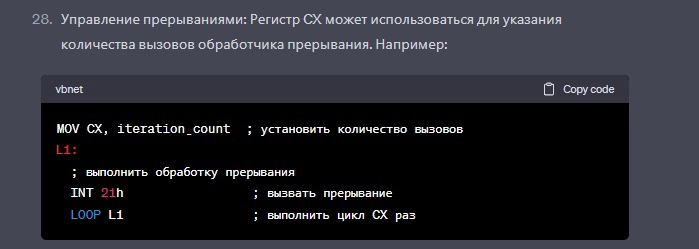 28. Управление прерываниями: Регистр CX может использоваться для указания
количества вызовов обработчика прерывания. Например:
vbnet Copy code
MOV CX, iteration_count ; установить количество вызовов
L1:
; выполнить обработку прерывания
INT 21h ; вызвать прерывание
LOOP L1 ; выполнить цикл CX раз